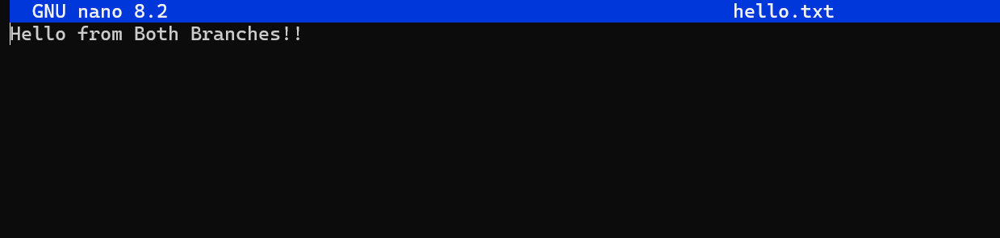 GNU nano 8.2 hello.txt
Hello from Both Branches!!